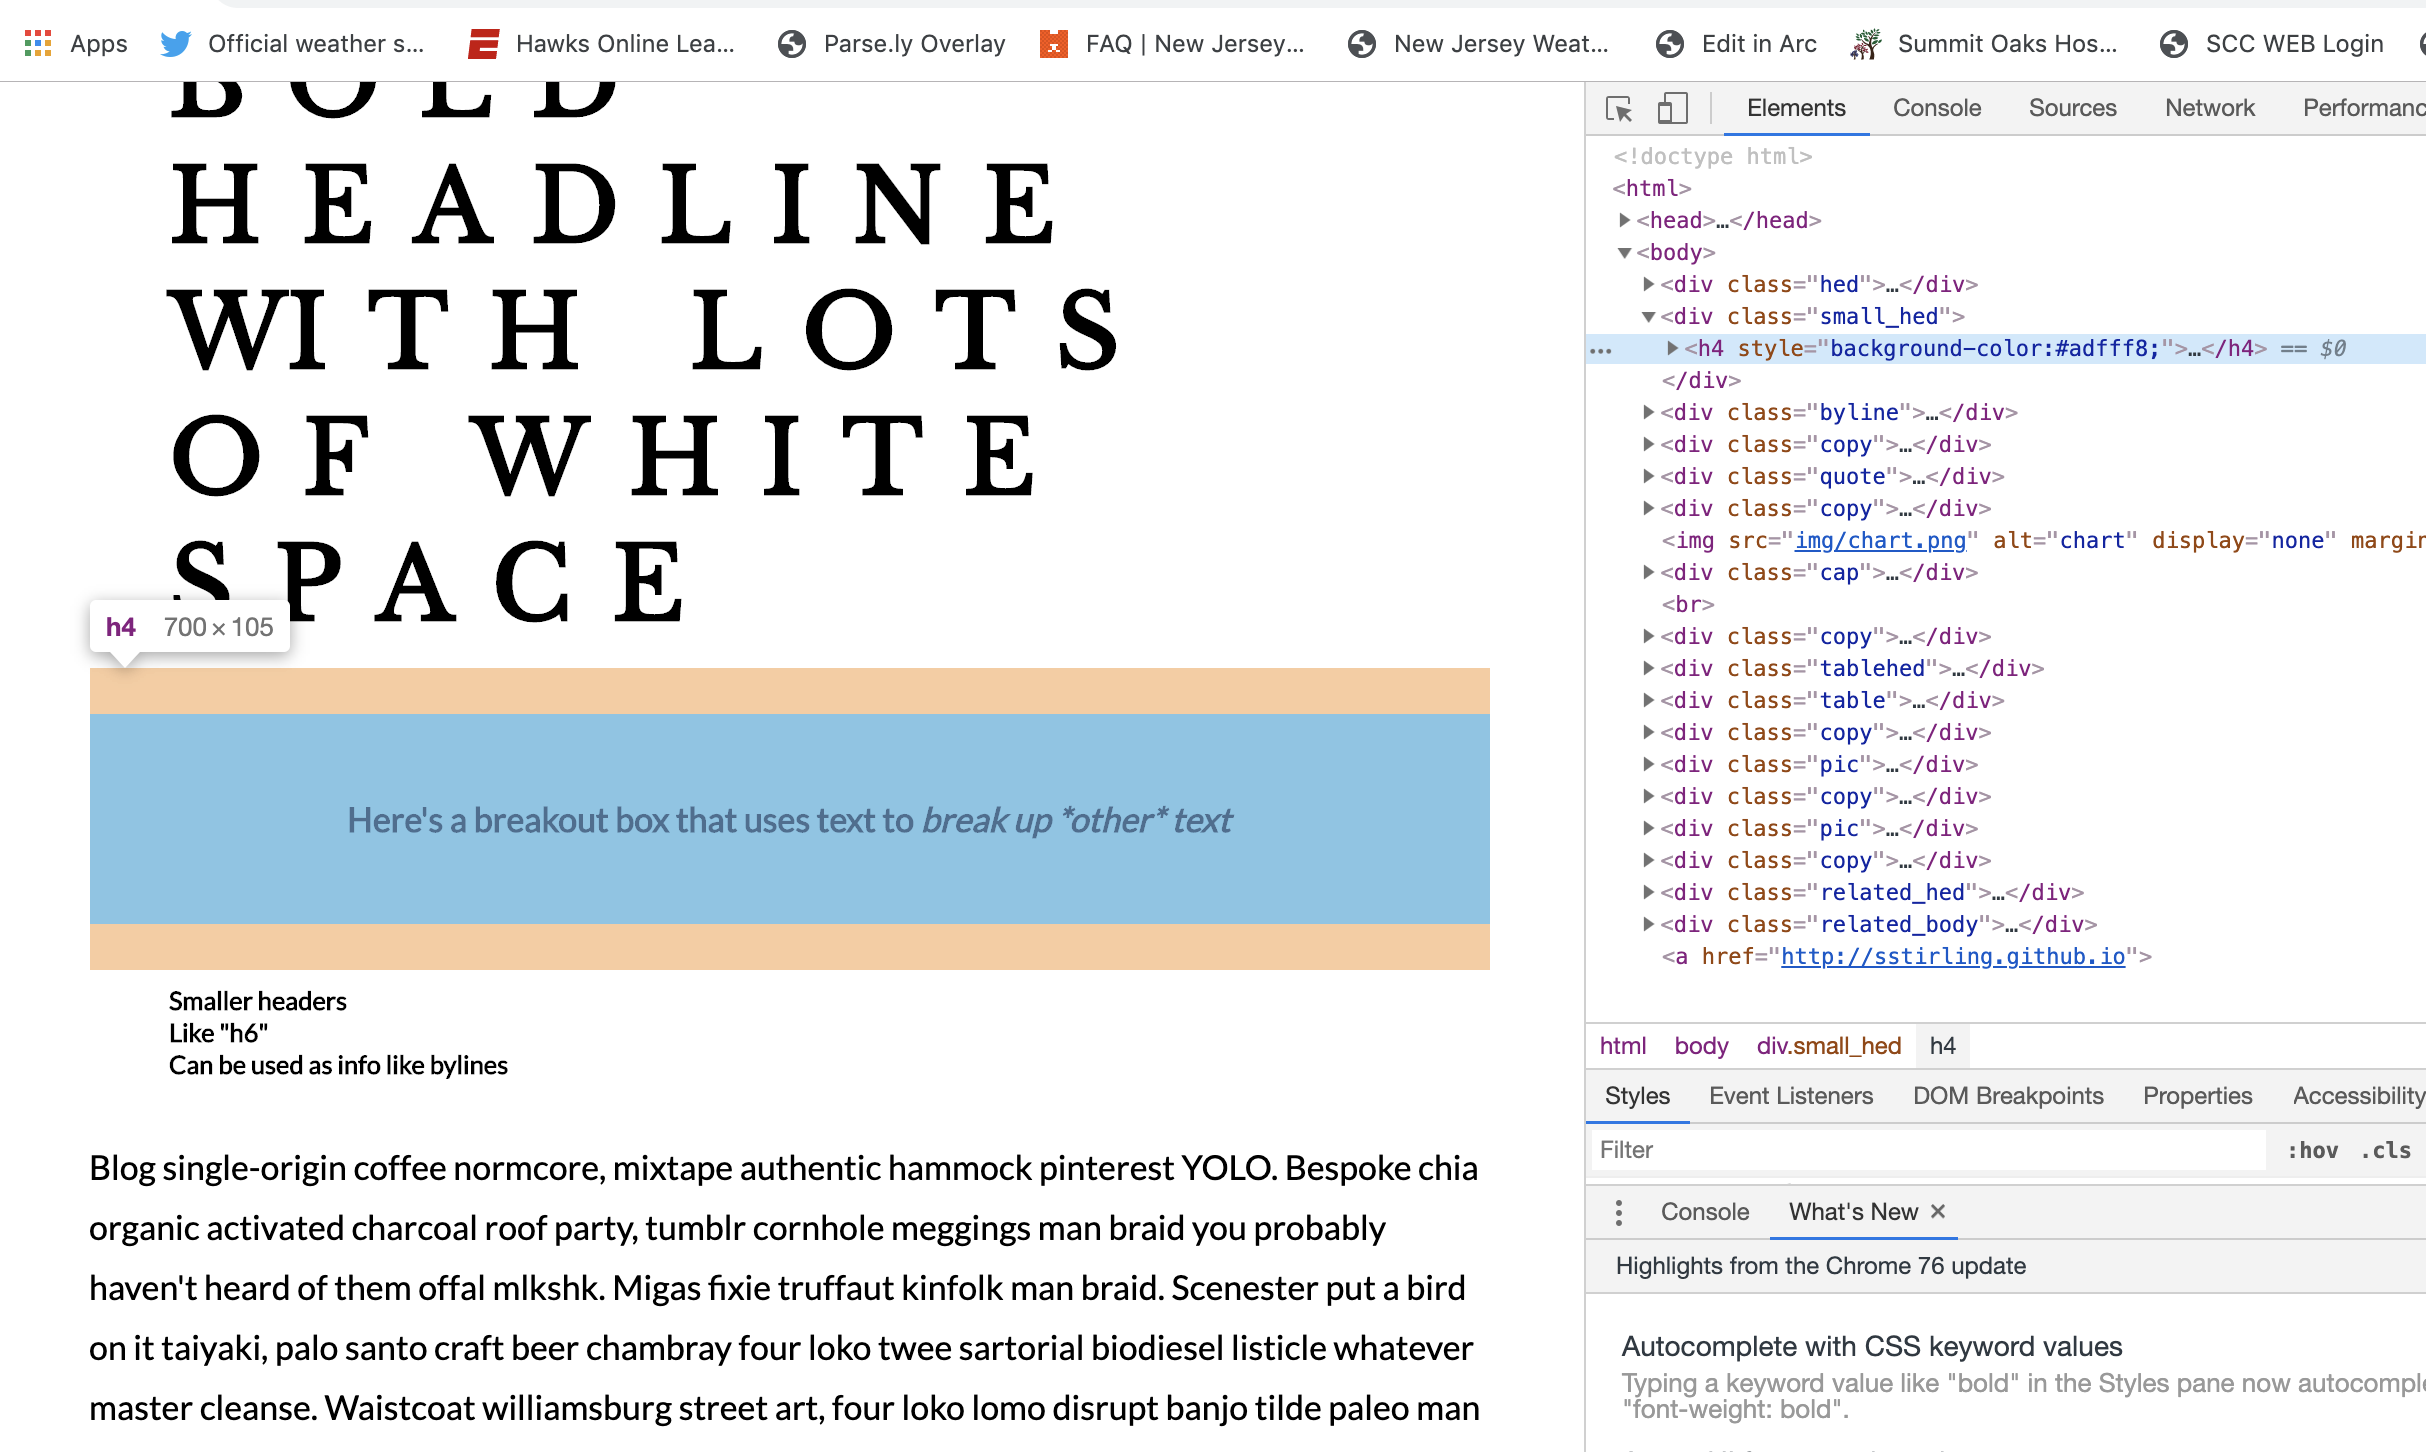 Apps Official weather s... Hawks Online Lea... Parse.ly Overlay FAQ | New Jersey... New Jersey Weat... Edit in Arc Summit Oaks Hos... SCC WEB Login
BOLD
HEADLINE
WITH LOTS
OF WHITE
SPACE
h4 700 × 105
Here's a breakout box that uses text to break up *other* text
Smaller headers
Like "h6"
Can be used as info like bylines
Blog single-origin coffee normcore, mixtape authentic hammock pinterest YOLO. Bespoke chia
organic activated charcoal roof party, tumblr cornhole meggings man braid you probably
haven't heard of them offal mlkshk. Migas fixie truffaut kinfolk man braid. Scenester put a bird
on it taiyaki, palo santo craft beer chambray four loko twee sartorial biodiesel listicle whatever
master cleanse. Waistcoat williamsburg street art, four loko lomo disrupt banjo tilde paleo man
Elements Console Sources Network Performanc
<!doctype html>
<html>
<head>…</head>
<body>
<div class="hed">…</div>
<div class="small_hed">
… <h4 style="background-color:#adfff8;">…</h4> == $0
</div>
<div class="byline">…</div>
<div class="copy">…</div>
<div class="quote">…</div>
<div class="copy">…</div>
<img src="img/chart.png" alt="chart" display="none" margin
<div class="cap">…</div>
<br>
<div class="copy">…</div>
<div class="tablehed">…</div>
<div class="table">…</div>
<div class="copy">…</div>
<div class="pic">…</div>
<div class="copy">…</div>
<div class="pic">…</div>
<div class="copy">…</div>
<div class="related_hed">…</div>
<div class="related_body">…</div>
<a href="http://sstirling.github.io">
html body div.small_hed h4
Styles Event Listeners DOM Breakpoints Properties Accessibility
Filter :hov .cls
Console What's New ×
Highlights from the Chrome 76 update
Autocomplete with CSS keyword values
Typing a keyword value like "bold" in the Styles pane now autocomple
"font-weight: bold".